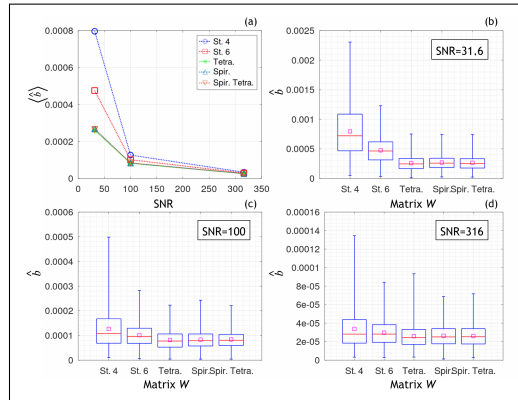 (a)
0.0008
0.0006
0.0004
0.0002
0
0 50 100 150 200 250 300 350
SNR
⟨b̂⟩
St. 4
St. 6
Tetra.
Spir.
Spir. Tetra.
(b)
SNR=31.6
0.0025
0.002
0.0015
0.001
0.0005
0
b̂
St. 4 St. 6 Tetra. Spir. Spir. Tetra.
Matrix W
(c)
SNR=100
0.0006
0.0005
0.0004
0.0003
0.0002
0.0001
0
b̂
St. 4 St. 6 Tetra. Spir. Spir. Tetra.
Matrix W
(d)
SNR=316
0.00016
0.00014
0.00012
0.0001
8e-05
6e-05
4e-05
2e-05
0
b̂
St. 4 St. 6 Tetra. Spir. Spir. Tetra.
Matrix W